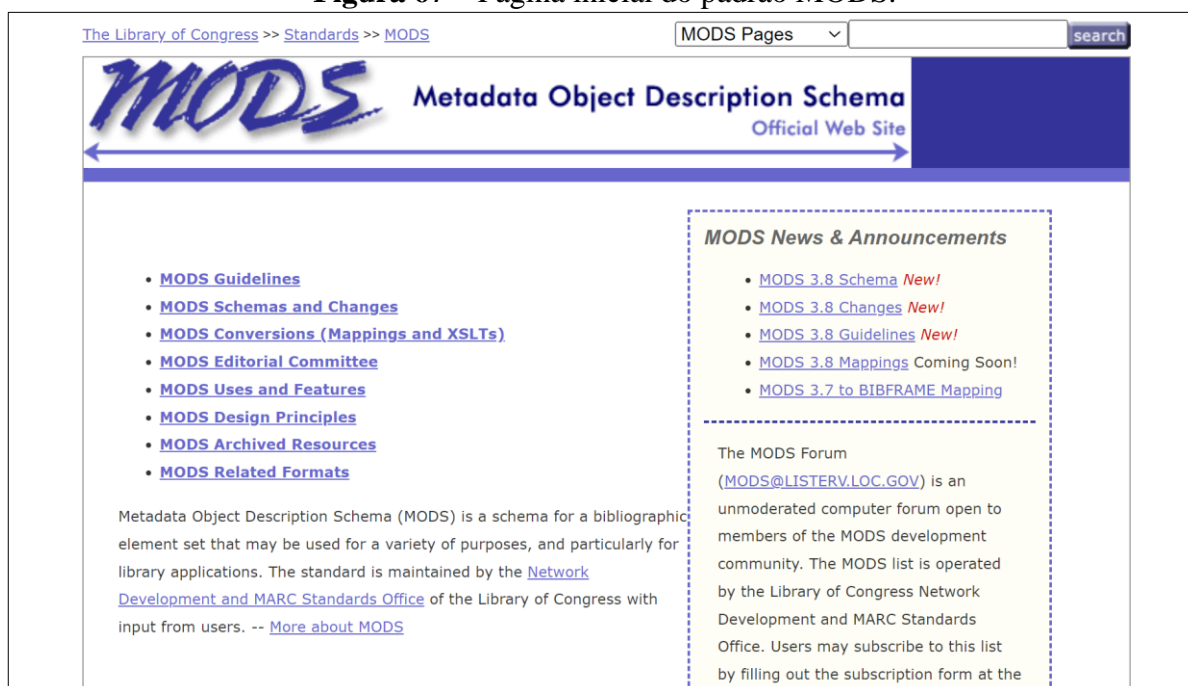 Figura 67 – Página inicial do padrão MODS.
The Library of Congress >> Standards >> MODS
MODS Pages
search
MODS
Metadata Object Description Schema
Official Web Site
• MODS Guidelines
• MODS Schemas and Changes
• MODS Conversions (Mappings and XSLTs)
• MODS Editorial Committee
• MODS Uses and Features
• MODS Design Principles
• MODS Archived Resources
• MODS Related Formats
Metadata Object Description Schema (MODS) is a schema for a bibliographic
element set that may be used for a variety of purposes, and particularly for
library applications. The standard is maintained by the Network
Development and MARC Standards Office of the Library of Congress with
input from users. -- More about MODS
MODS News & Announcements
• MODS 3.8 Schema New!
• MODS 3.8 Changes New!
• MODS 3.8 Guidelines New!
• MODS 3.8 Mappings Coming Soon!
• MODS 3.7 to BIBFRAME Mapping
The MODS Forum
(MODS@LISTERV.LOC.GOV) is an
unmoderated computer forum open to
members of the MODS development
community. The MODS list is operated
by the Library of Congress Network
Development and MARC Standards
Office. Users may subscribe to this list
by filling out the subscription form at the